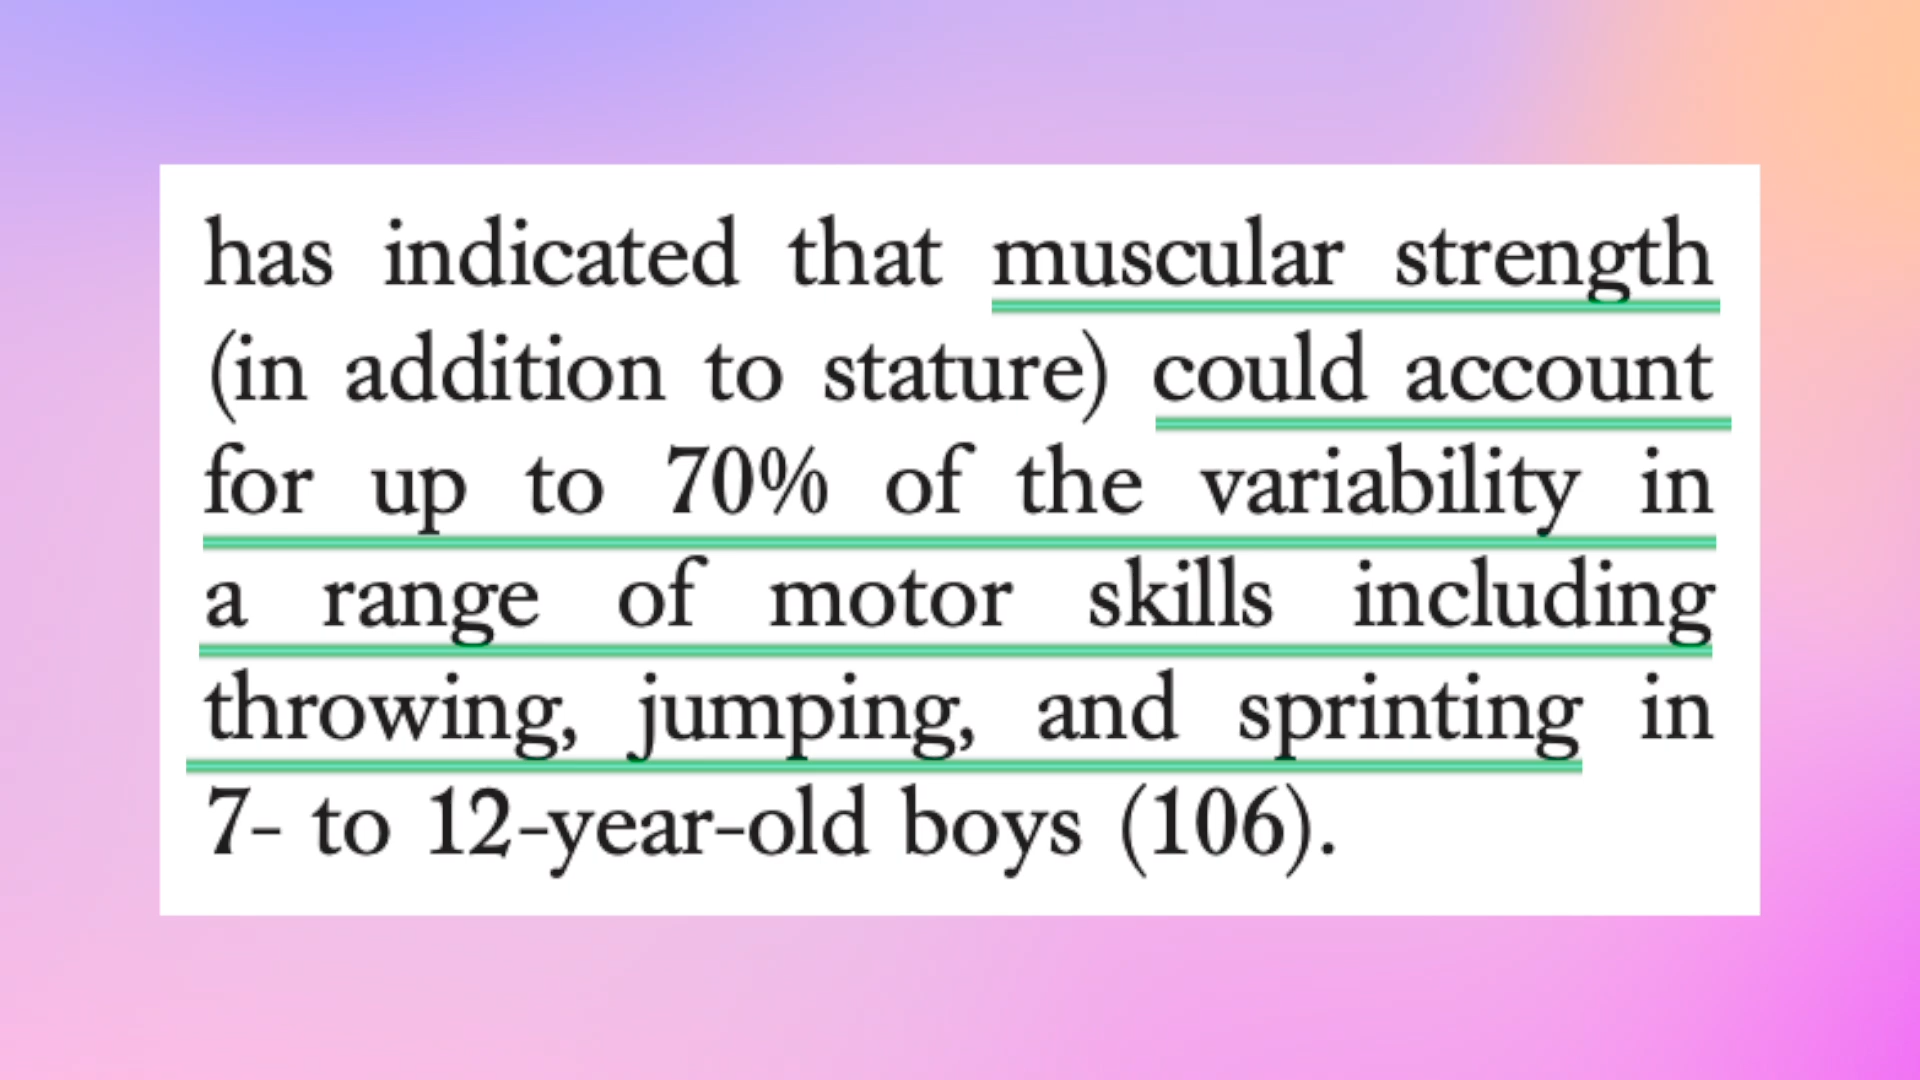 has indicated that muscular strength
(in addition to stature) could account
for up to 70% of the variability in
a range of motor skills including
throwing, jumping, and sprinting in
7- to 12-year-old boys (106).